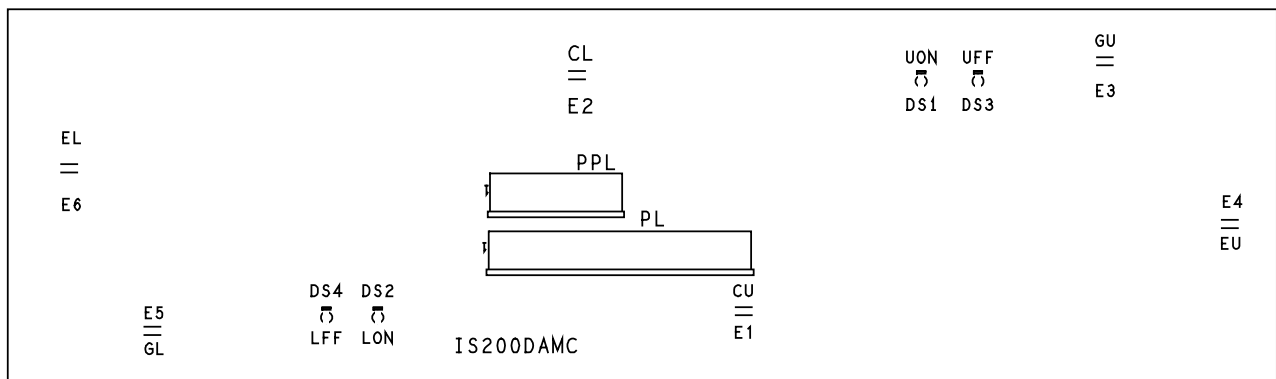 GU
CL
UON UFF
E3
DS1 DS3
E2
EL
PPL
E6
E4
PL
EU
DS4 DS2
CU
E5
E1
LFF LON
GL
IS200DAMC